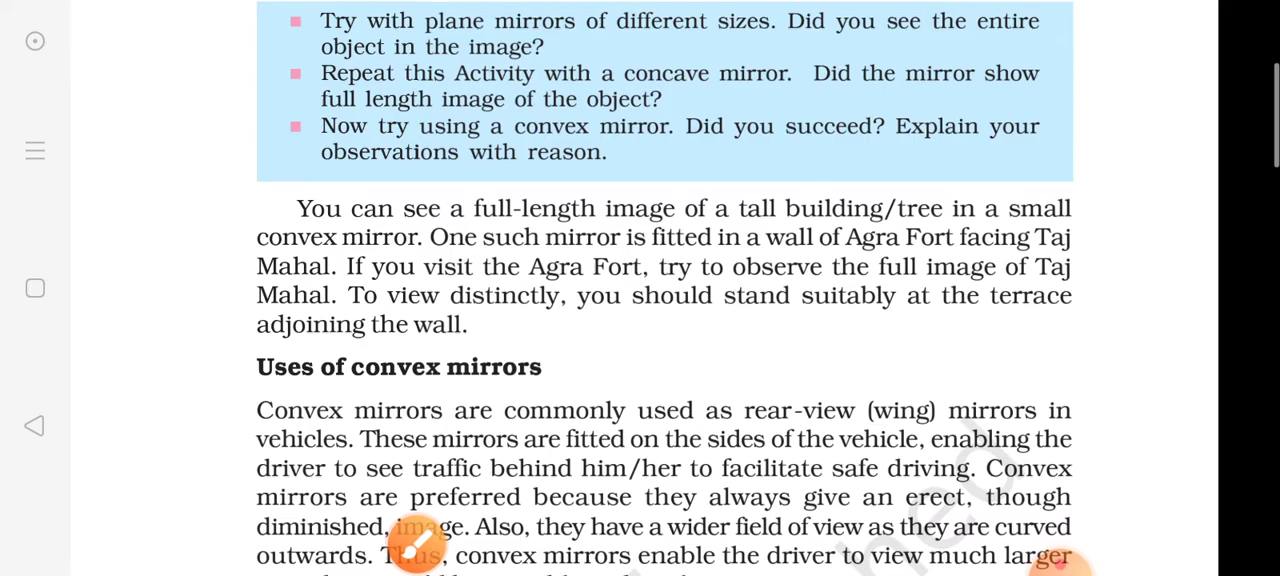 Try with plane mirrors of different sizes. Did you see the entire
object in the image?
Repeat this Activity with a concave mirror. Did the mirror show
full length image of the object?
Now try using a convex mirror. Did you succeed? Explain your
observations with reason.
You can see a full-length image of a tall building/tree in a small
convex mirror. One such mirror is fitted in a wall of Agra Fort facing Taj
Mahal. If you visit the Agra Fort, try to observe the full image of Taj
Mahal. To view distinctly, you should stand suitably at the terrace
adjoining the wall.
Uses of convex mirrors
Convex mirrors are commonly used as rear-view (wing) mirrors in
vehicles. These mirrors are fitted on the sides of the vehicle, enabling the
driver to see traffic behind him/her to facilitate safe driving. Convex
mirrors are preferred because they always give an erect, though
diminished, image. Also, they have a wider field of view as they are curved
outwards. Thus, convex mirrors enable the driver to view much larger